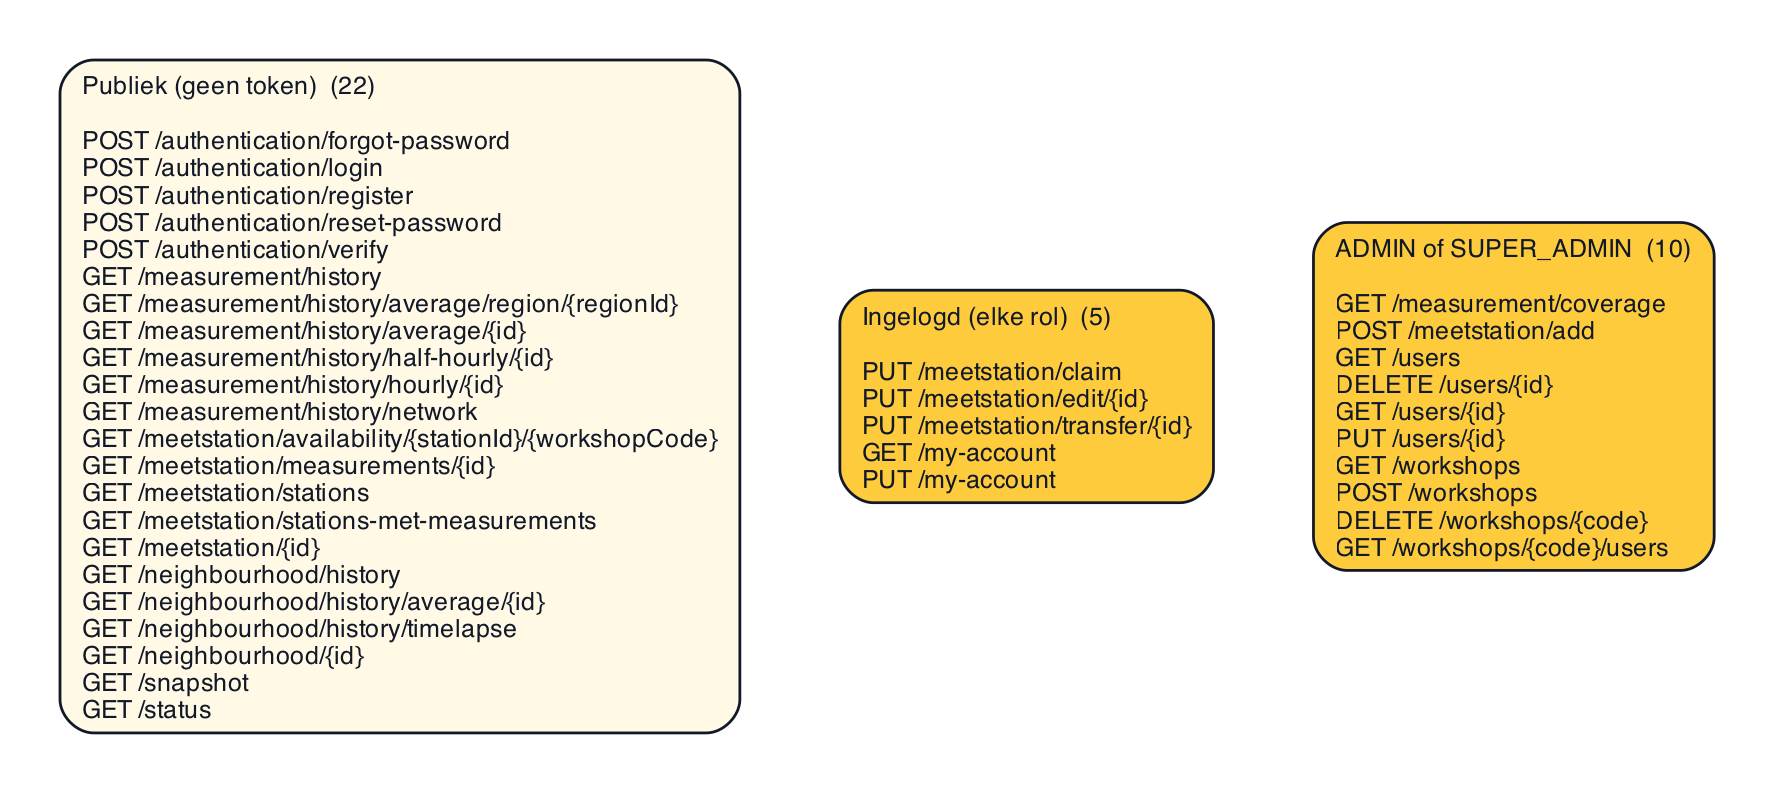 Publiek (geen token)  (22)
POST /authentication/forgot-password
POST /authentication/login
POST /authentication/register
POST /authentication/reset-password
POST /authentication/verify
GET /measurement/history
GET /measurement/history/average/region/{regionId}
GET /measurement/history/average/{id}
GET /measurement/history/half-hourly/{id}
GET /measurement/history/hourly/{id}
GET /measurement/history/network
GET /meetstation/availability/{stationId}/{workshopCode}
GET /meetstation/measurements/{id}
GET /meetstation/stations
GET /meetstation/stations-met-measurements
GET /meetstation/{id}
GET /neighbourhood/history
GET /neighbourhood/history/average/{id}
GET /neighbourhood/history/timelapse
GET /neighbourhood/{id}
GET /snapshot
GET /status
Ingelogd (elke rol)  (5)
PUT /meetstation/claim
PUT /meetstation/edit/{id}
PUT /meetstation/transfer/{id}
GET /my-account
PUT /my-account
ADMIN of SUPER_ADMIN  (10)
GET /measurement/coverage
POST /meetstation/add
GET /users
DELETE /users/{id}
GET /users/{id}
PUT /users/{id}
GET /workshops
POST /workshops
DELETE /workshops/{code}
GET /workshops/{code}/users